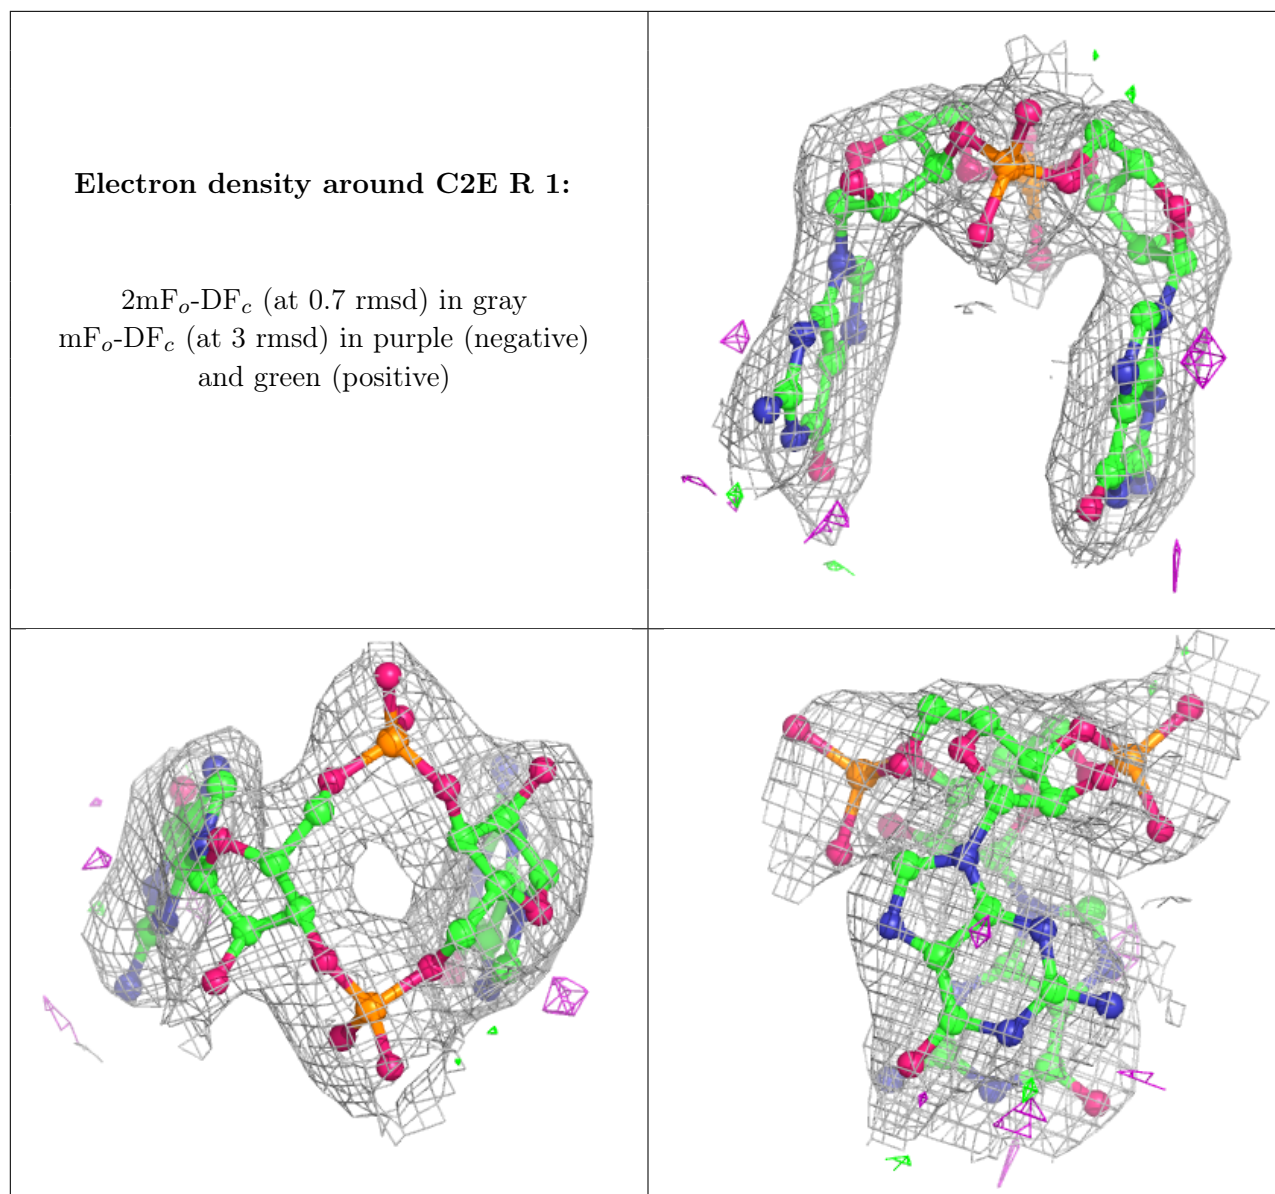 Electron density around C2E R 1:
2mFo-DFc (at 0.7 rmsd) in gray
mFo-DFc (at 3 rmsd) in purple (negative)
and green (positive)